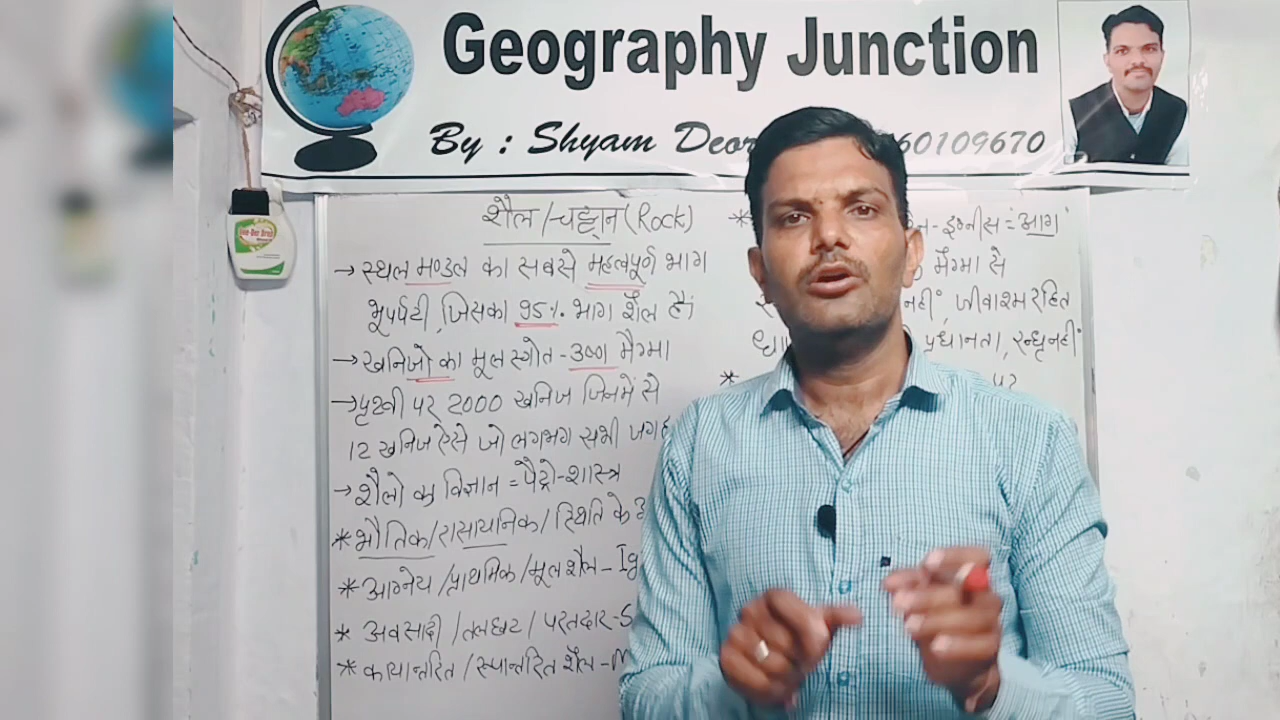 Geography Junction
By : Shyam 60109670
शैल/चट्टान (Rock)
→ स्थल मण्डल का सबसे महत्वपूर्ण भाग
भूपर्पटी, जिसका 95% भाग शैल है।
→ खनिजो का मूल स्त्रोत - उष्ण मैग्मा
→ पृथ्वी पर 2000 खनिज जिनमे से
12 खनिज ऐसे जो लगभग सभी जगह
→ शैलो का विज्ञान = पैट्रो-शास्त्र
* भौतिक/रासायनिक/स्थिति के
* आग्नेय/प्राथमिक/मूल शैल - Ig
* अवसादी/तलछट/परतदार - S
* कायान्तरित/रूपान्तरित शैल - M
* - इग्नीस = "आग"
मैग्मा से
नहीं, जीवाश्म रहित
प्रधानता, रन्ध्र नहीं
* पर